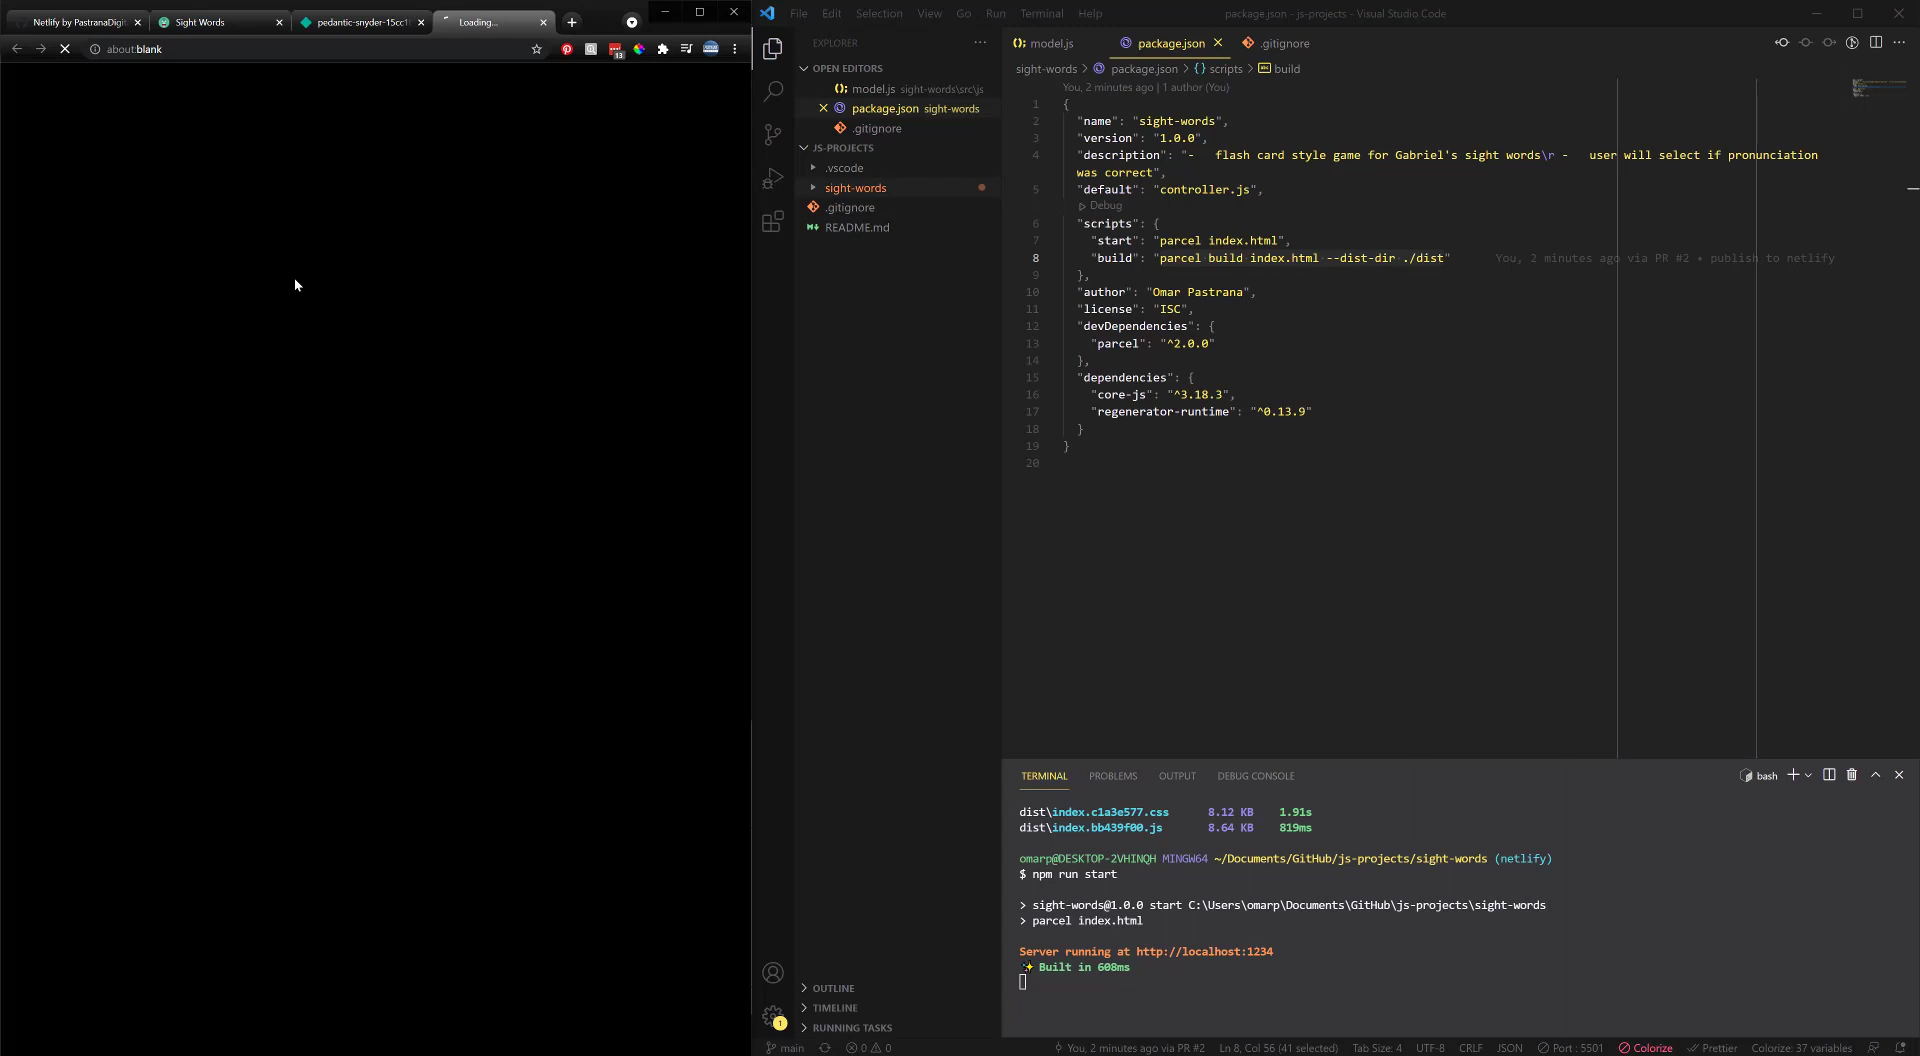 Netlify by PastranaDigit
Sight Words
pedantic-snyder-15cc1
Loading...
about:blank
13
File Edit Selection View Go Run Terminal Help
package.json - js-projects - Visual Studio Code
EXPLORER
OPEN EDITORS
model.js sight-words\src\js
package.json sight-words
.gitignore
JS-PROJECTS
.vscode
sight-words
.gitignore
README.md
OUTLINE
TIMELINE
RUNNING TASKS
1
model.js
package.json
.gitignore
sight-words > package.json > {} scripts > build
You, 2 minutes ago | 1 author (You)
1 {
2 "name": "sight-words",
3 "version": "1.0.0",
4 "description": "-   flash card style game for Gabriel's sight words\r -   user will select if pronunciation
was correct",
5 "default": "controller.js",
Debug
6 "scripts": {
7 "start": "parcel index.html",
8 "build": "parcel build index.html --dist-dir ./dist" You, 2 minutes ago via PR #2 • publish to netlify
9 },
10 "author": "Omar Pastrana",
11 "license": "ISC",
12 "devDependencies": {
13 "parcel": "^2.0.0"
14 },
15 "dependencies": {
16 "core-js": "^3.18.3",
17 "regenerator-runtime": "^0.13.9"
18 }
19 }
20
TERMINAL PROBLEMS OUTPUT DEBUG CONSOLE
bash
dist\index.c1a3e577.css 8.12 KB 1.91s
dist\index.bb439f00.js 8.64 KB 819ms
omarp@DESKTOP-2VHINQH MINGW64 ~/Documents/GitHub/js-projects/sight-words (netlify)
$ npm run start
> sight-words@1.0.0 start C:\Users\omarp\Documents\GitHub\js-projects\sight-words
> parcel index.html
Server running at http://localhost:1234
✨ Built in 608ms
main 0 0 You, 2 minutes ago via PR #2 Ln 8, Col 56 (41 selected) Tab Size: 4 UTF-8 CRLF JSON Port : 5501 Colorize Prettier Colorize: 37 variables